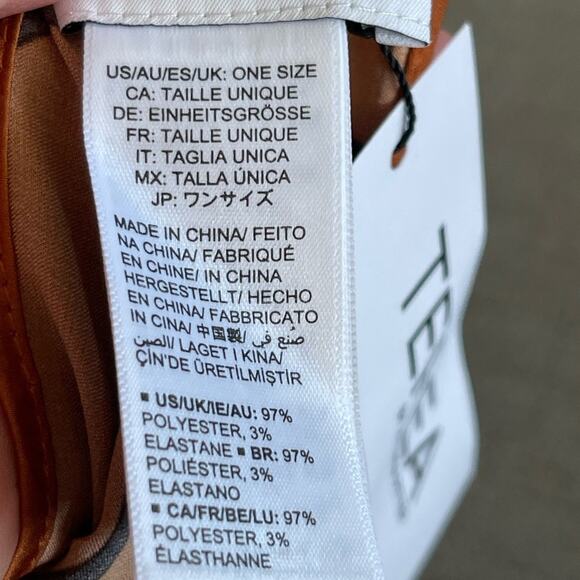 US/AU/ES/UK: ONE SIZE
CA: TAILLE UNIQUE
DE: EINHEITSGRÖSSE
FR: TAILLE UNIQUE
IT: TAGLIA UNICA
MX: TALLA ÚNICA
JP: ワンサイズ
MADE IN CHINA/ FEITO
NA CHINA/ FABRIQUÉ
EN CHINE/ IN CHINA
HERGESTELLT/ HECHO
EN CHINA/ FABBRICATO
IN CINA/ 中国製/ صُنع في
الصين/ LAGET I KINA/
ÇİN'DE ÜRETİLMİŞTİR
■ US/UK/IE/AU: 97%
POLYESTER, 3%
ELASTANE ■ BR: 97%
POLIÉSTER, 3%
ELASTANO
■ CA/FR/BE/LU: 97%
POLYESTER, 3%
ÉLASTHANNE